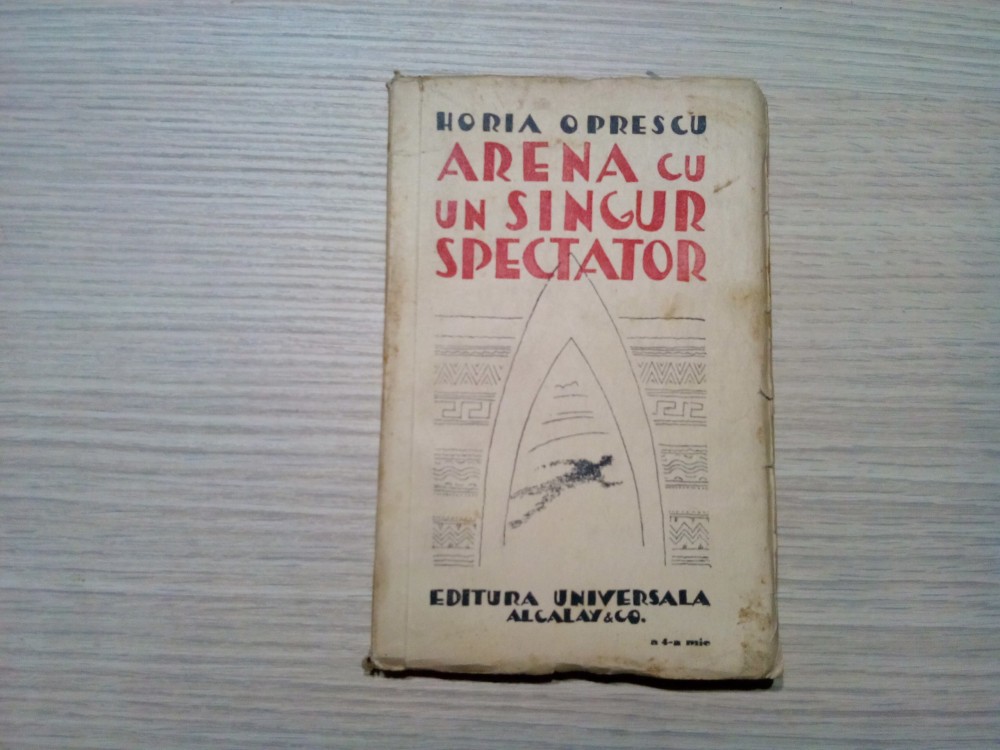 HORIA OPRESCU
ARENA CU
UN SINGUR
SPECTATOR
EDITURA UNIVERSALA
ALCALAY & CO.
a 4-a mie